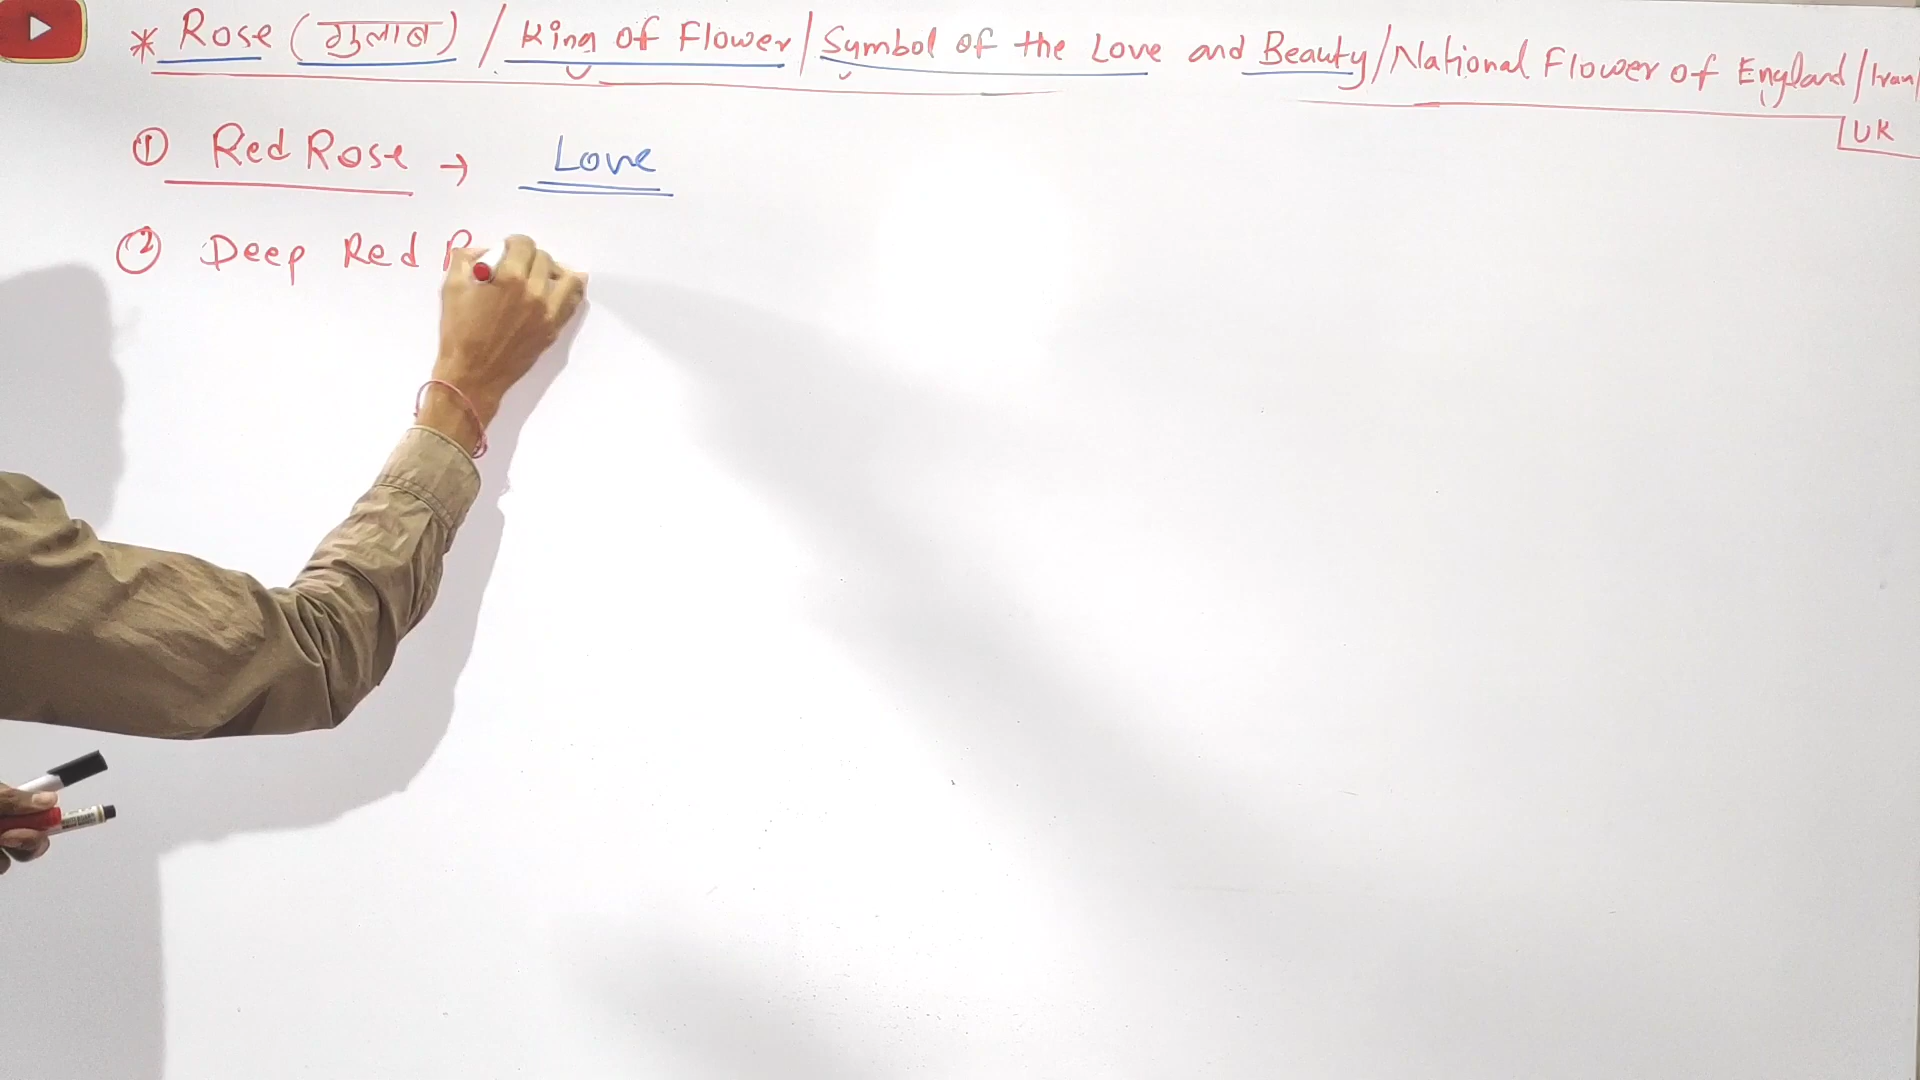 * Rose (गुलाब) / King of Flower / Symbol of the Love and Beauty / National Flower of England / Iran /
UK
① Red Rose → Love
② Deep Red R